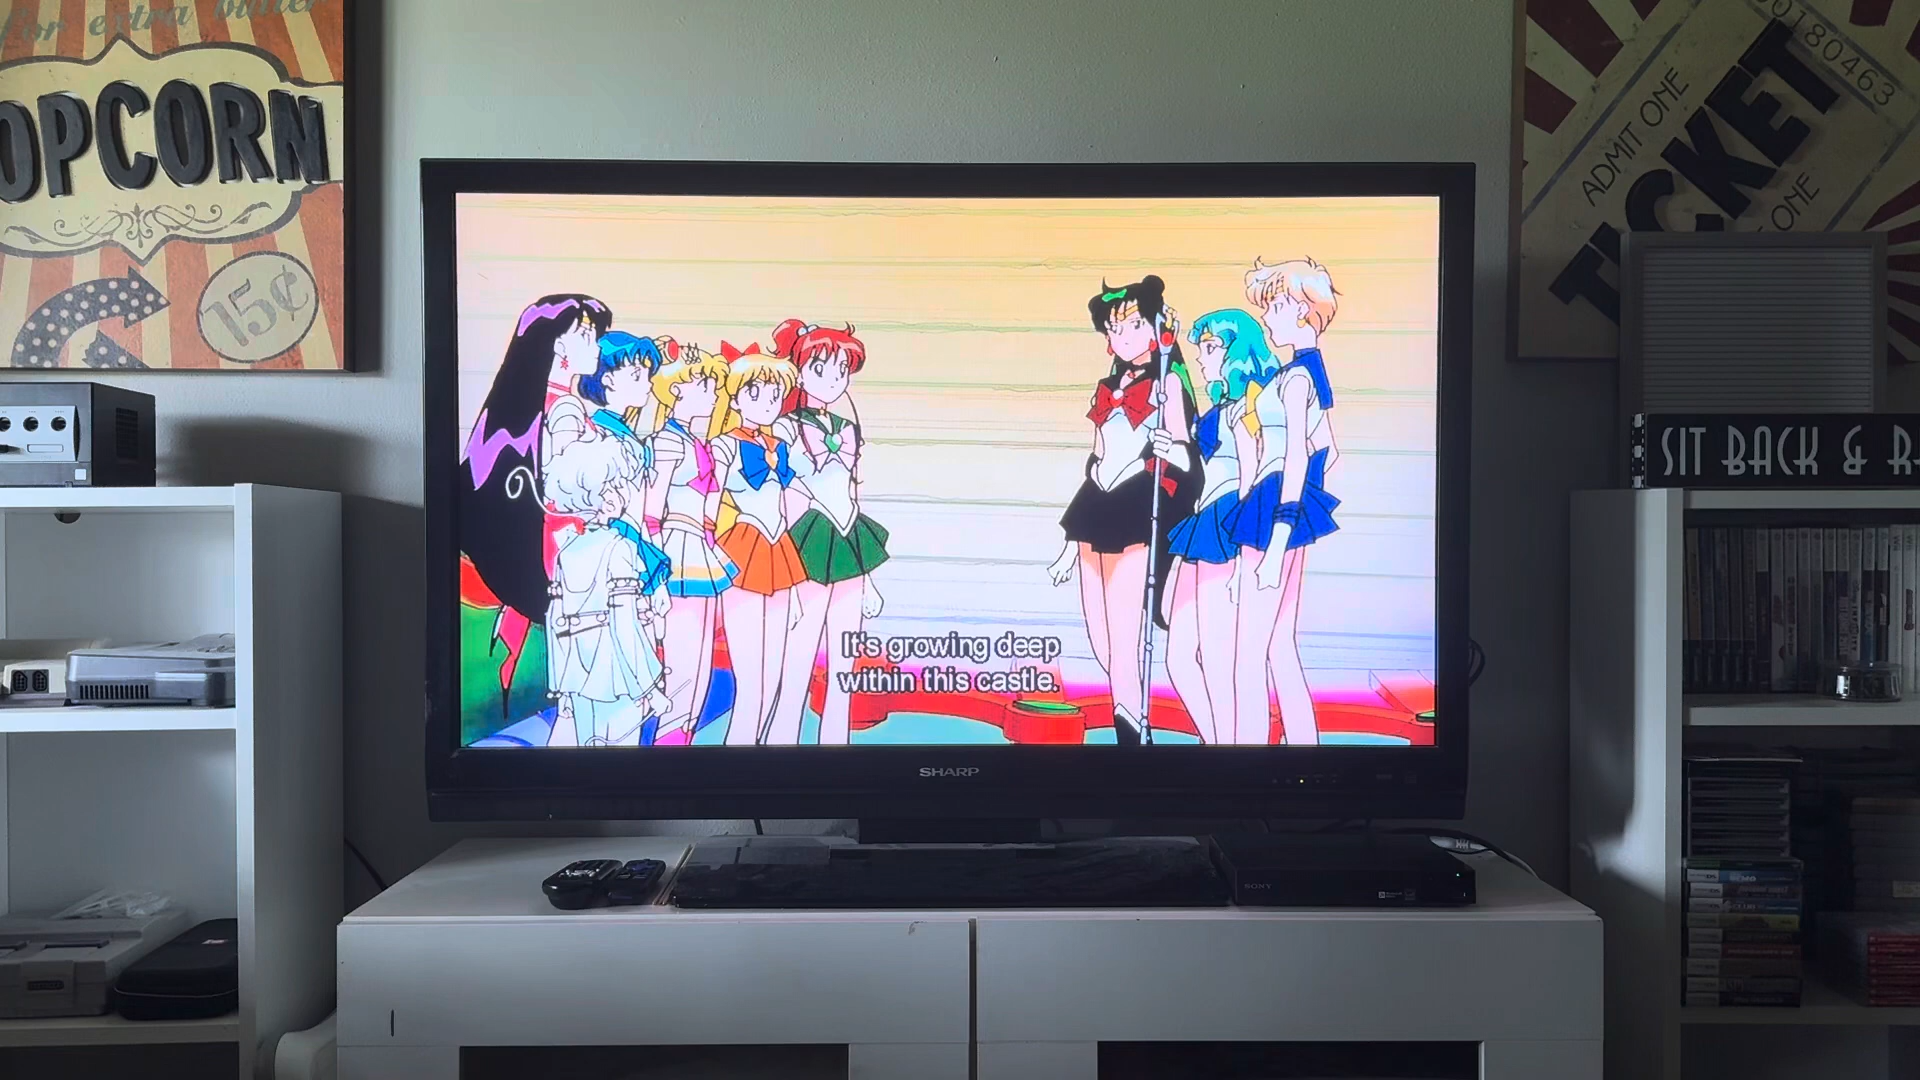 for extra butter
OPCORN
15¢
00180463
ADMIT ONE
TICKET
ONE
SIT BACK & R
It's growing deep
within this castle.
SHARP
SONY